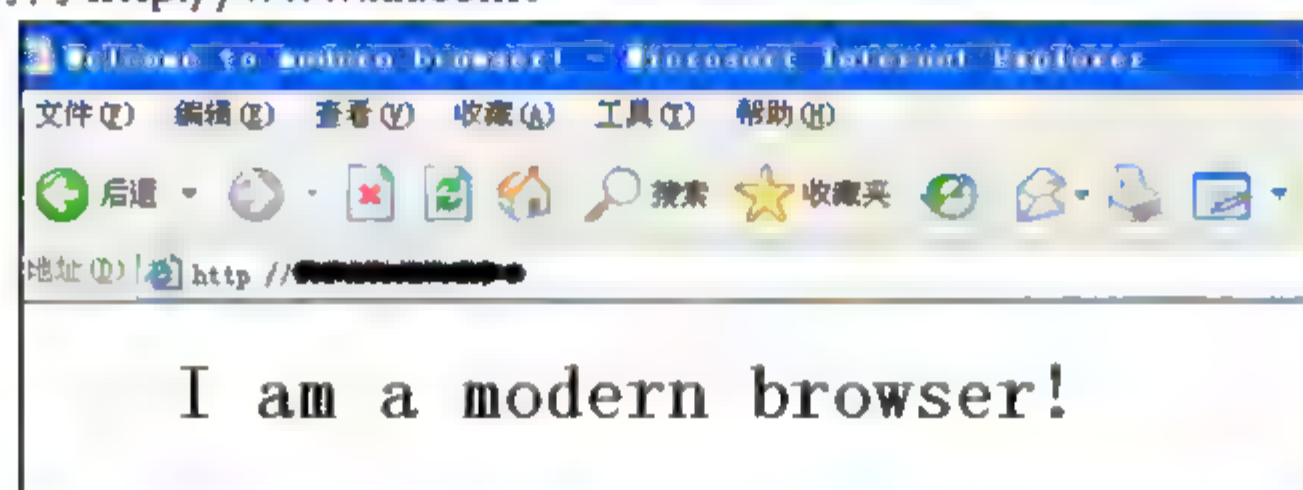 Welcome to modern browser! - Microsoft Internet Explorer
文件(F) 编辑(E) 查看(V) 收藏(A) 工具(T) 帮助(H)
后退 搜索 收藏夹
地址(D) http //
I am a modern browser!